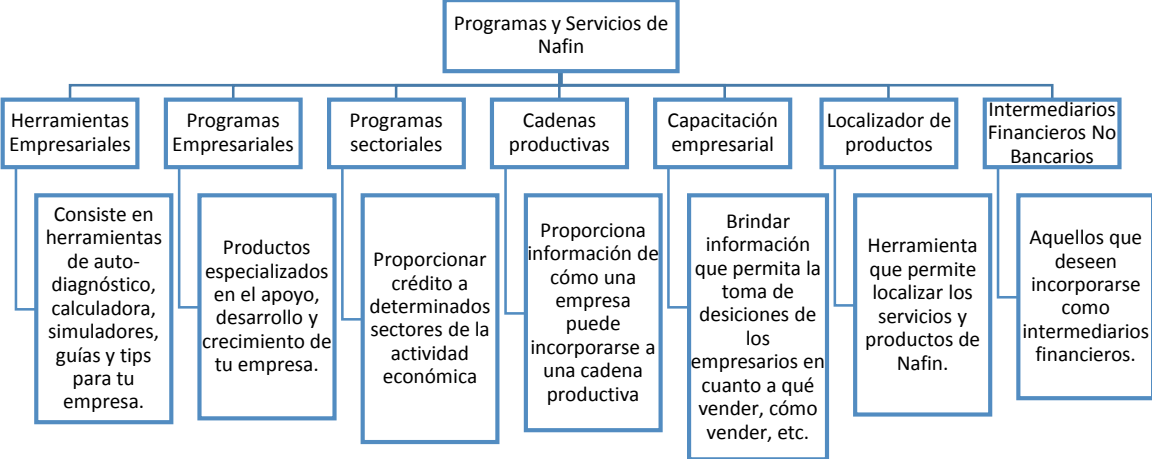 Programas y Servicios de
Nafin
Herramientas
Empresariales
Programas
Empresariales
Programas
sectoriales
Cadenas
productivas
Capacitación
empresarial
Localizador de
productos
Intermediarios
Financieros No
Bancarios
Consiste en
herramientas
de auto-
diagnóstico,
calculadora,
simuladores,
guías y tips
para tu
empresa.
Productos
especializados
en el apoyo,
desarrollo y
crecimiento de
tu empresa.
Proporcionar
crédito a
determinados
sectores de la
actividad
económica
Proporciona
información de
cómo una
empresa
puede
incorporarse a
una cadena
productiva
Brindar
información
que permita la
toma de
desiciones de
los
empresarios en
cuanto a qué
vender, cómo
vender, etc.
Herramienta
que permite
localizar los
servicios y
productos de
Nafin.
Aquellos que
deseen
incorporarse
como
intermediarios
financieros.